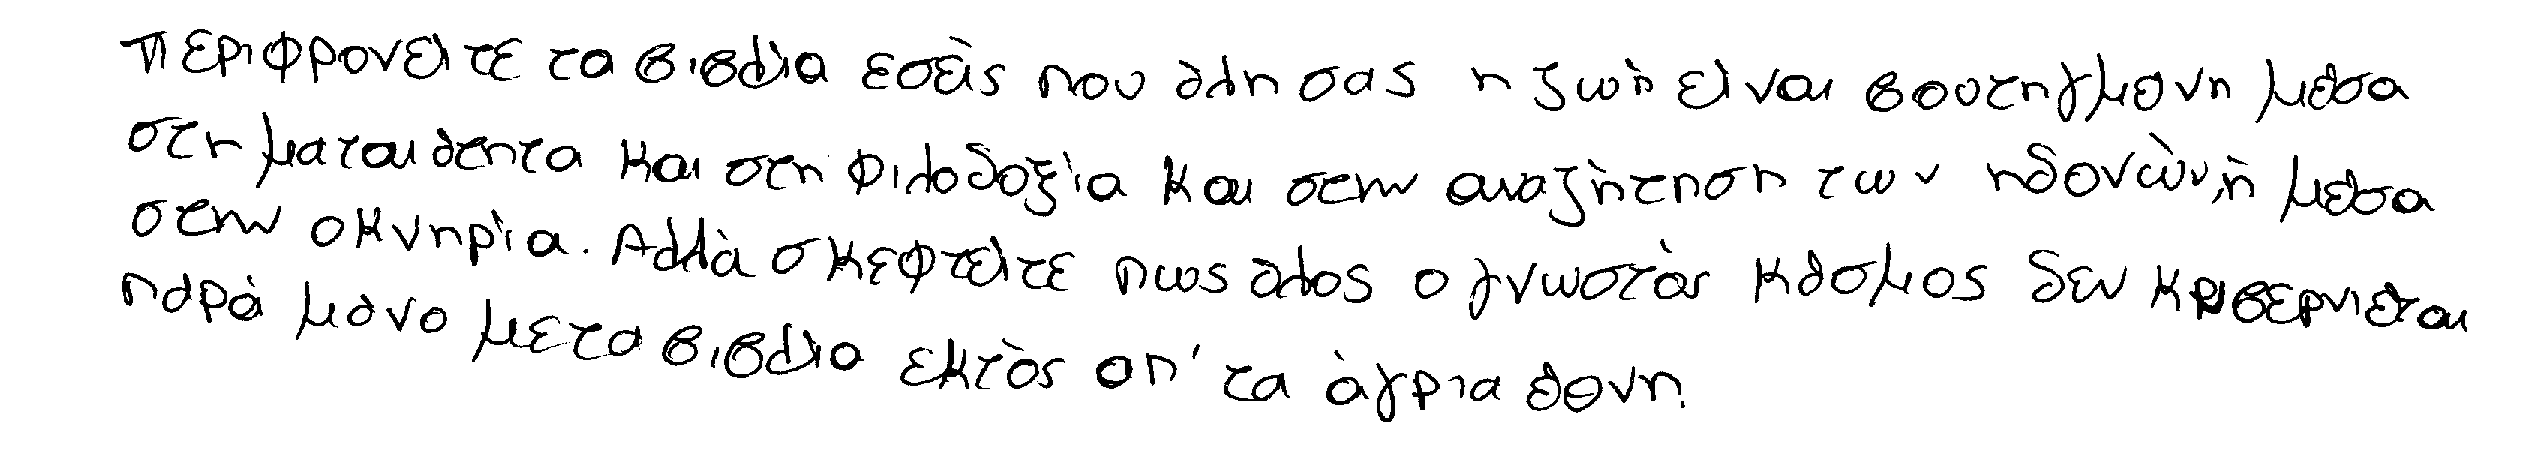 Περιφρονείτε τα βιβλία εσείς που όλη σας η ζωή είναι βουτηγμένη μέσα
στη ματαιότητα και στη φιλοδοξία και στην αναζήτηση των ηδονών, ή μέσα
στην οκνηρία. Αλλά σκεφτείτε πως όλος ο γνωστός κόσμος δεν κυβερνιέται
παρά μόνο με τα βιβλία εκτός απ' τα άγρια έθνη.